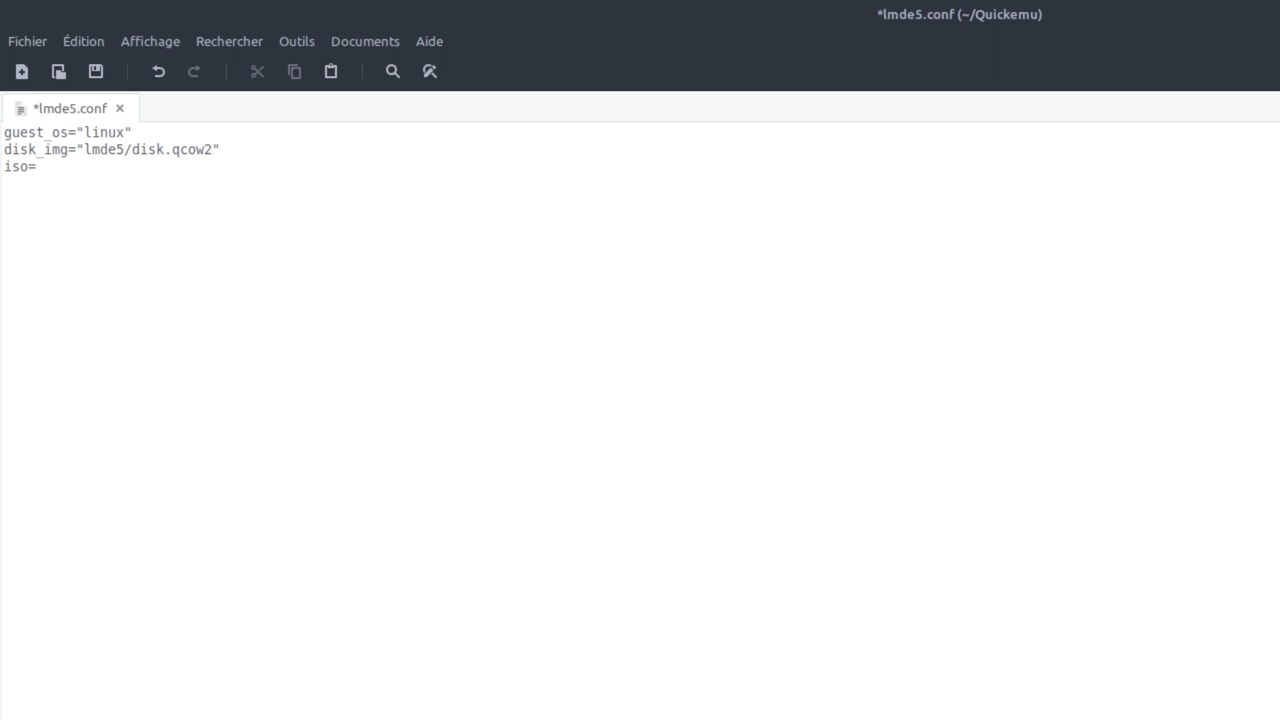 *lmde5.conf (~/Quickemu)
Fichier Édition Affichage Rechercher Outils Documents Aide
*lmde5.conf
guest_os="linux"
disk_img="lmde5/disk.qcow2"
iso=